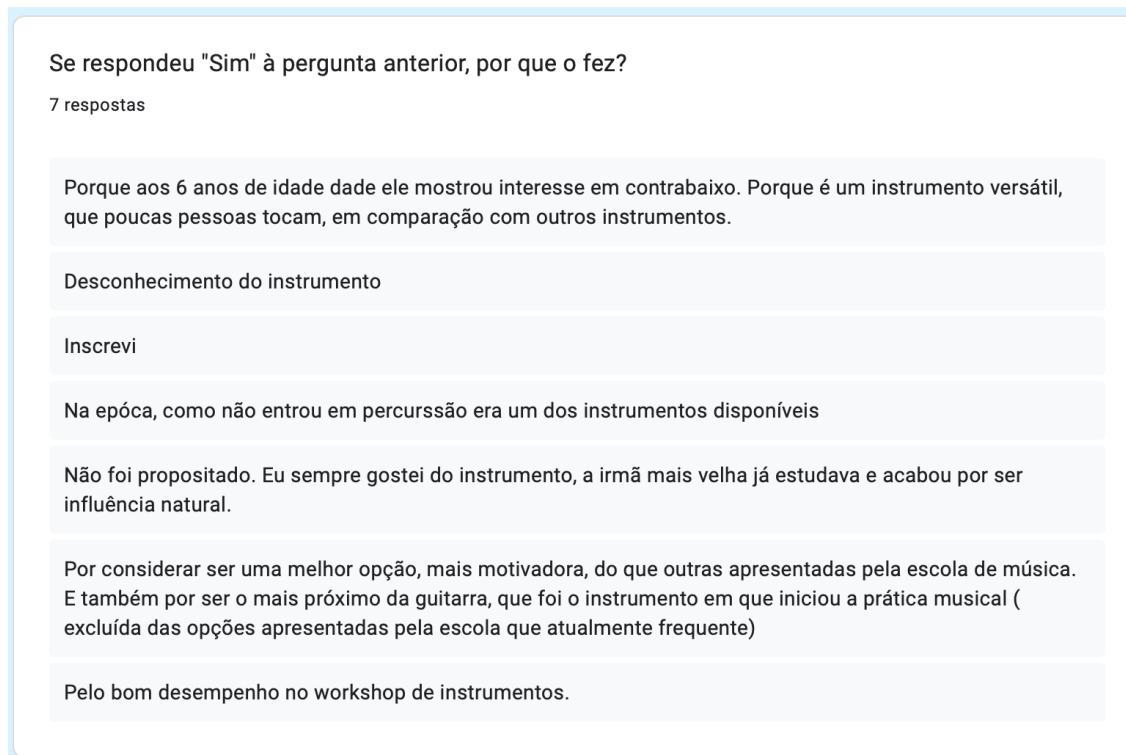 Se respondeu "Sim" à pergunta anterior, por que o fez?
7 respostas
Porque aos 6 anos de idade dade ele mostrou interesse em contrabaixo. Porque é um instrumento versátil,
que poucas pessoas tocam, em comparação com outros instrumentos.
Desconhecimento do instrumento
Inscrevi
Na epóca, como não entrou em percurssão era um dos instrumentos disponíveis
Não foi propositado. Eu sempre gostei do instrumento, a irmã mais velha já estudava e acabou por ser
influência natural.
Por considerar ser uma melhor opção, mais motivadora, do que outras apresentadas pela escola de música.
E também por ser o mais próximo da guitarra, que foi o instrumento em que iniciou a prática musical (
excluída das opções apresentadas pela escola que atualmente frequente)
Pelo bom desempenho no workshop de instrumentos.